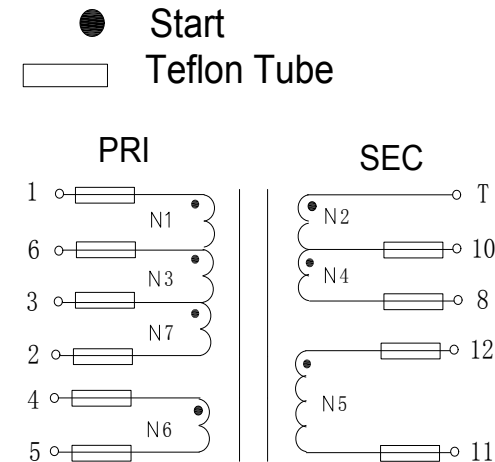 Start
Teflon Tube
PRI SEC
1 T
N1 N2
6 10
N3 N4
3 8
N7
2 12
4
N6 N5
5 11